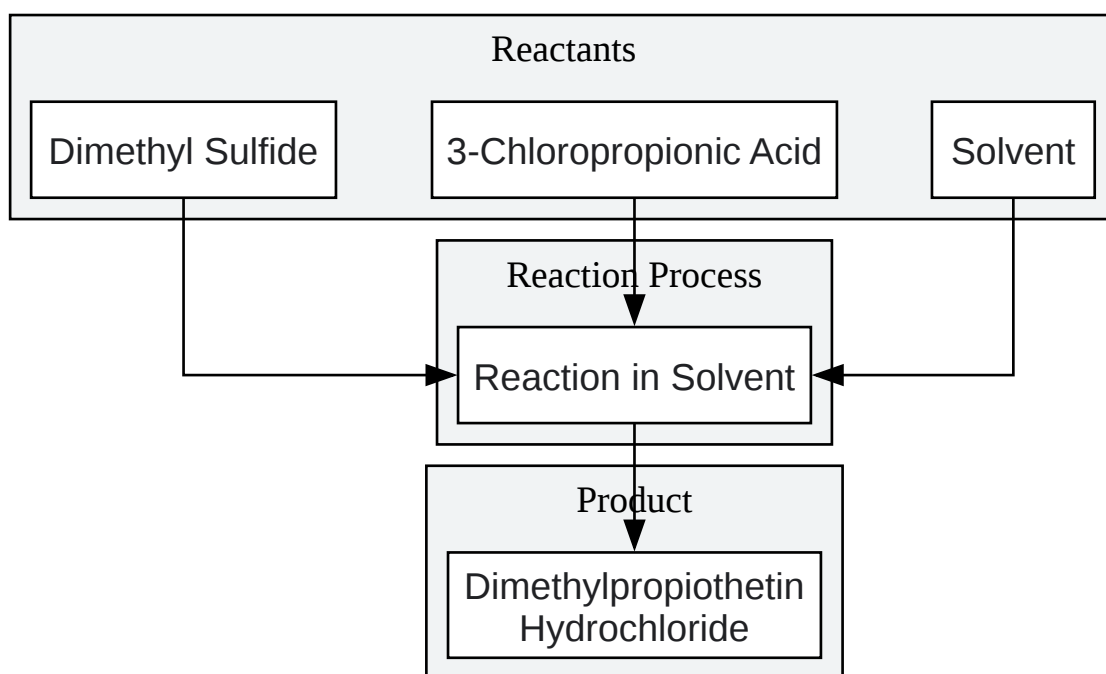 Reactants
Dimethyl Sulfide
3-Chloropropionic Acid
Solvent
Reaction Process
Reaction in Solvent
Product
Dimethylpropiothetin
Hydrochloride